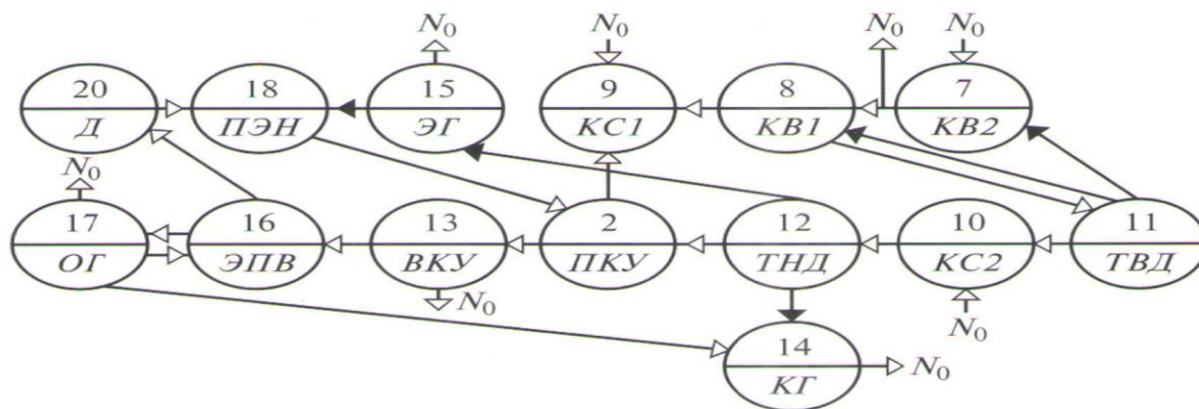 N₀ N₀ N₀ N₀
20 18 15 9 8 7
Д ПЭН ЭГ КС1 КВ1 КВ2
N₀
17 16 13 2 12 10 11
ОГ ЭПВ ВКУ ПКУ ТНД КС2 ТВД
N₀ N₀
14 N₀
КГ